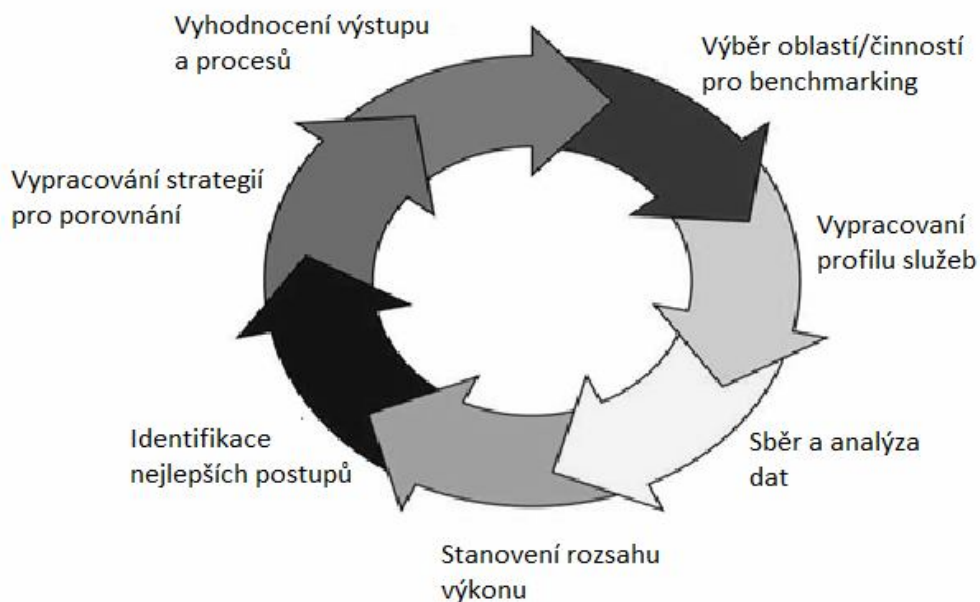 Vyhodnocení výstupu
a procesů
Výběr oblastí/činností
pro benchmarking
Vypracovaní
profilu služeb
Sběr a analýza
dat
Stanovení rozsahu
výkonu
Identifikace
nejlepších postupů
Vypracování strategií
pro porovnání